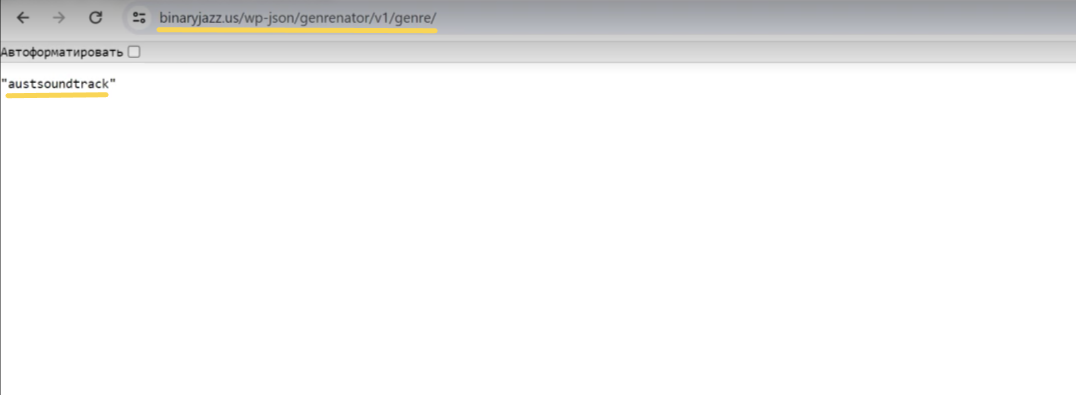 binaryjazz.us/wp-json/genrenator/v1/genre/
Автоформатировать
"austsoundtrack"